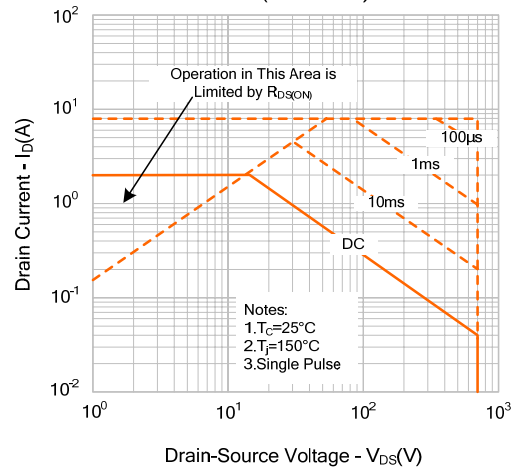 10²
Operation in This Area is
Limited by RDS(ON)
10¹
100µs
1ms
10⁰
10ms
DC
10⁻¹
Notes:
1.TC=25°C
2.Tj=150°C
3.Single Pulse
10⁻²
10⁰ 10¹ 10² 10³
Drain Current - ID(A)
Drain-Source Voltage - VDS(V)